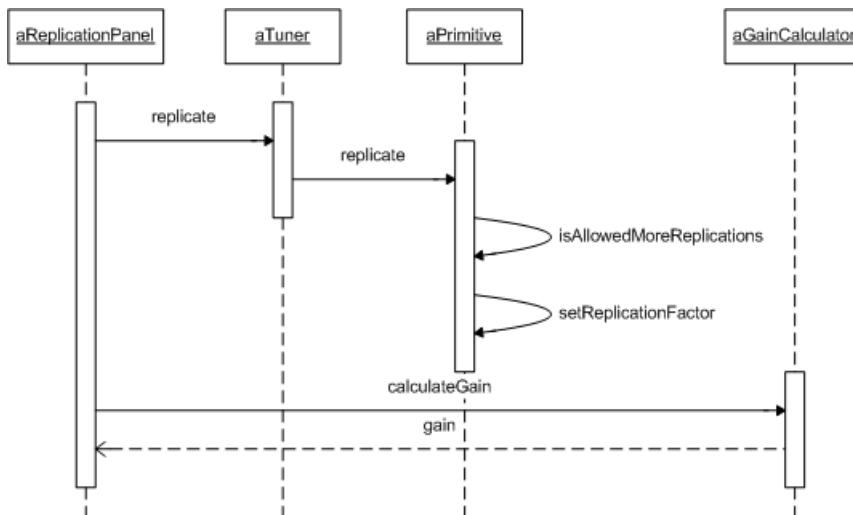 aReplicationPanel
aTuner
aPrimitive
aGainCalculator
replicate
replicate
isAllowedMoreReplications
setReplicationFactor
calculateGain
gain